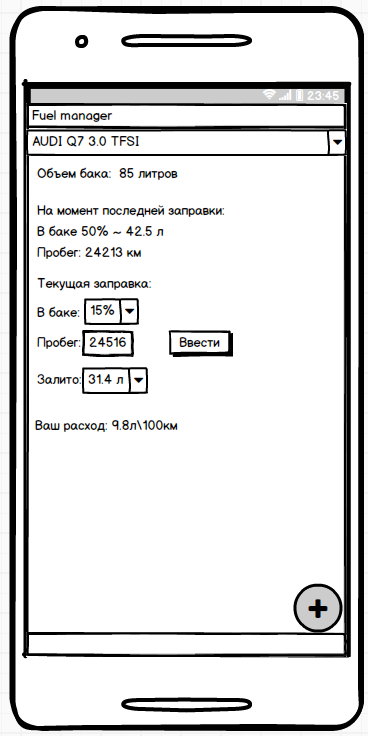 23:45
Fuel manager
AUDI Q7 3.0 TFSI
Объем бака: 85 литров
На момент последней заправки:
В баке 50% ~ 42.5 л
Пробег: 24213 км
Текущая заправка:
В баке: 15%
Пробег: 24516 Ввести
Залито: 31.4 л
Ваш расход: 9.8л\100км